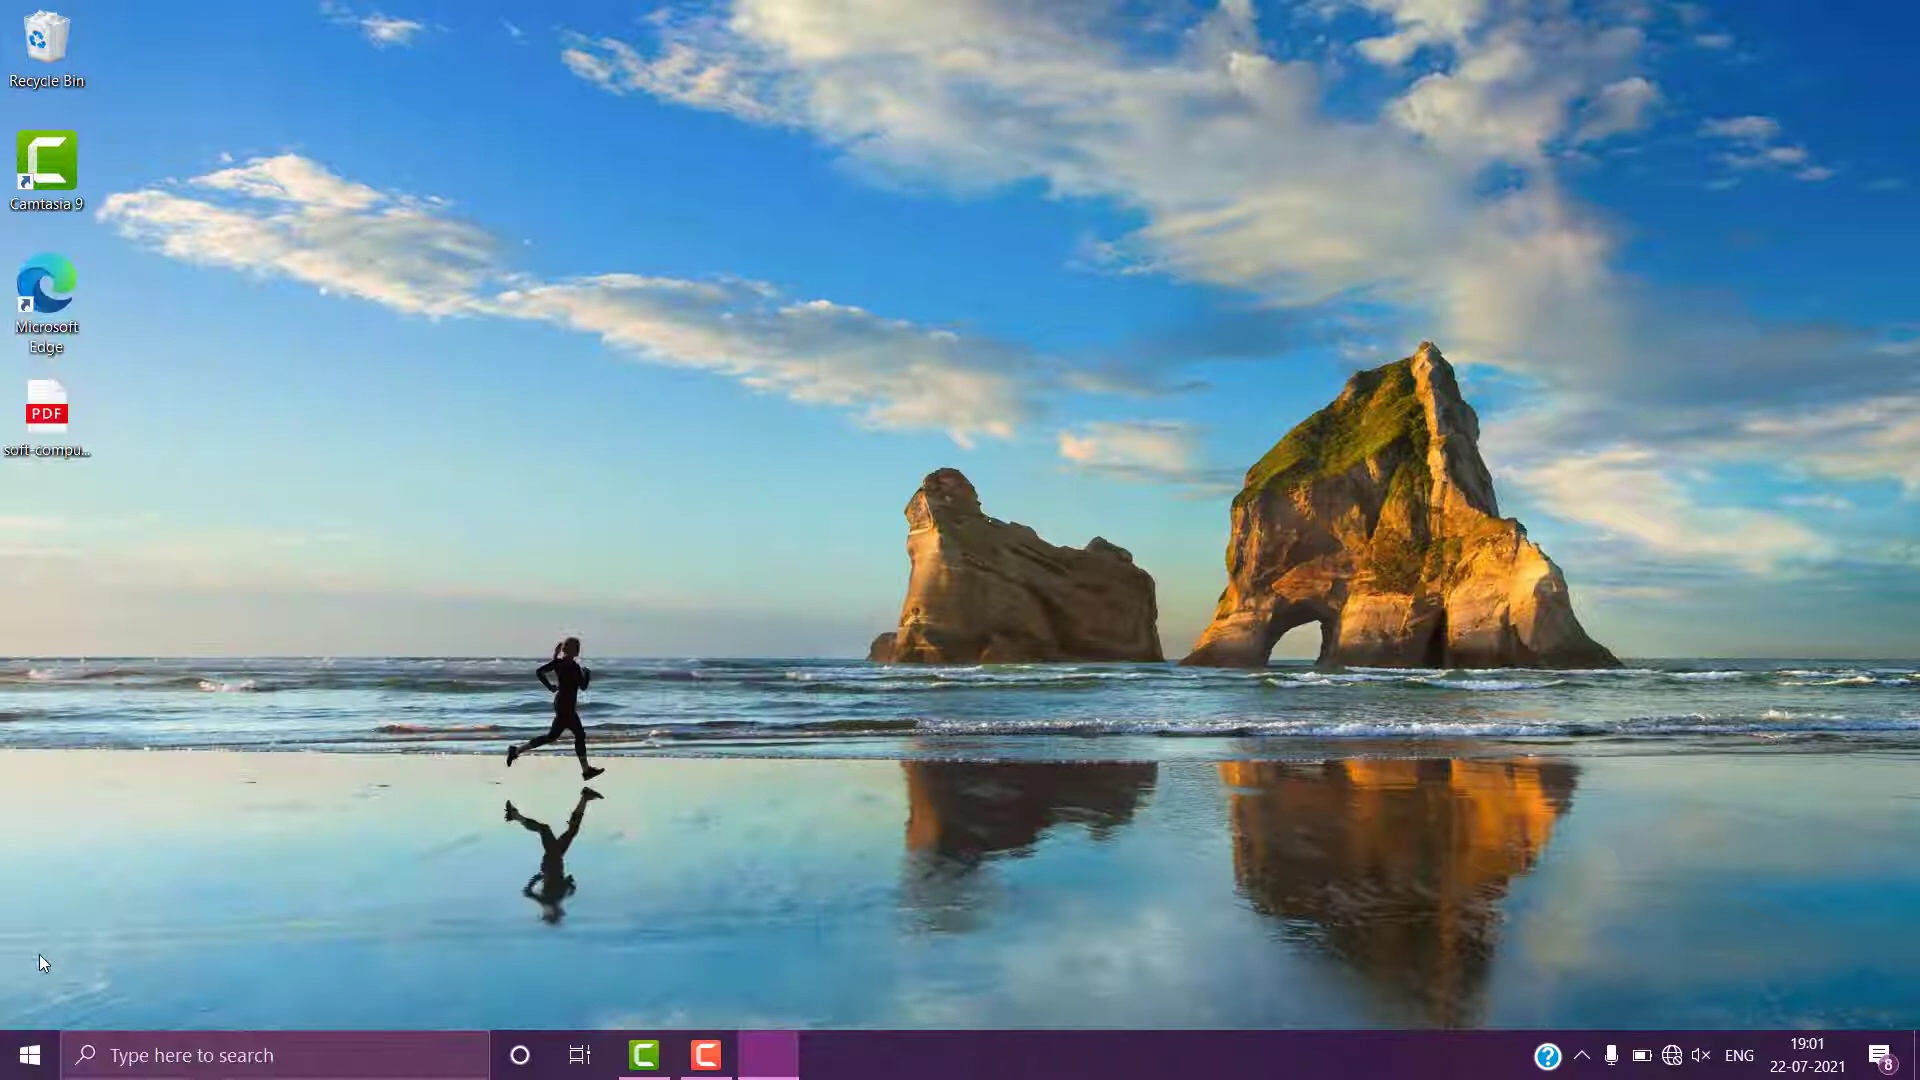 Recycle Bin
Camtasia 9
Microsoft
Edge
PDF
soft-compu...
Type here to search
ENG
19:01
22-07-2021
8